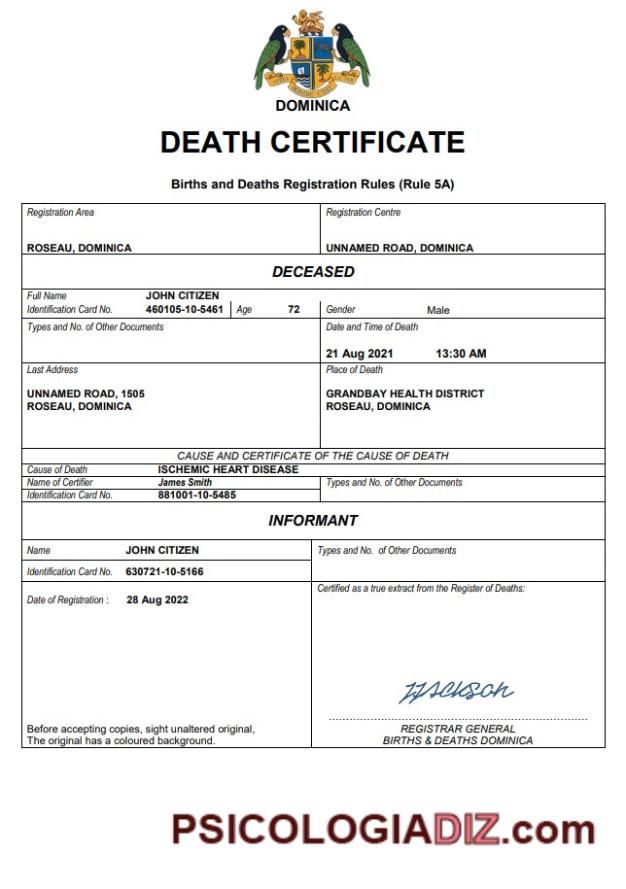 DOMINICA
DEATH CERTIFICATE
Births and Deaths Registration Rules (Rule 5A)
Registration Area
Registration Centre
ROSEAU, DOMINICA
UNNAMED ROAD, DOMINICA
DECEASED
Full Name JOHN CITIZEN
Identification Card No. 460105-10-5461 Age 72 Gender Male
Types and No. of Other Documents
Date and Time of Death
21 Aug 2021 13:30 AM
Last Address
Place of Death
UNNAMED ROAD, 1505
ROSEAU, DOMINICA
GRANDBAY HEALTH DISTRICT
ROSEAU, DOMINICA
CAUSE AND CERTIFICATE OF THE CAUSE OF DEATH
Cause of Death ISCHEMIC HEART DISEASE
Name of Certifier James Smith
Types and No. of Other Documents
Identification Card No. 881001-10-5485
INFORMANT
Name JOHN CITIZEN
Types and No. of Other Documents
Identification Card No. 630721-10-5166
Certified as a true extract from the Register of Deaths:
Date of Registration : 28 Aug 2022
Before accepting copies, sight unaltered original,
The original has a coloured background.
REGISTRAR GENERAL
BIRTHS & DEATHS DOMINICA
PSICOLOGIADIZ.com